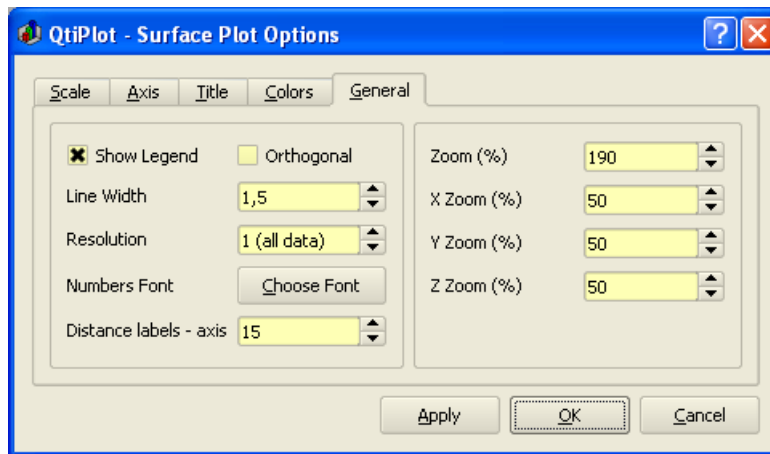 QtiPlot - Surface Plot Options
?
Scale Axis Title Colors General
Show Legend Orthogonal
Line Width 1,5
Resolution 1 (all data)
Numbers Font Choose Font
Distance labels - axis 15
Zoom (%) 190
X Zoom (%) 50
Y Zoom (%) 50
Z Zoom (%) 50
Apply OK Cancel